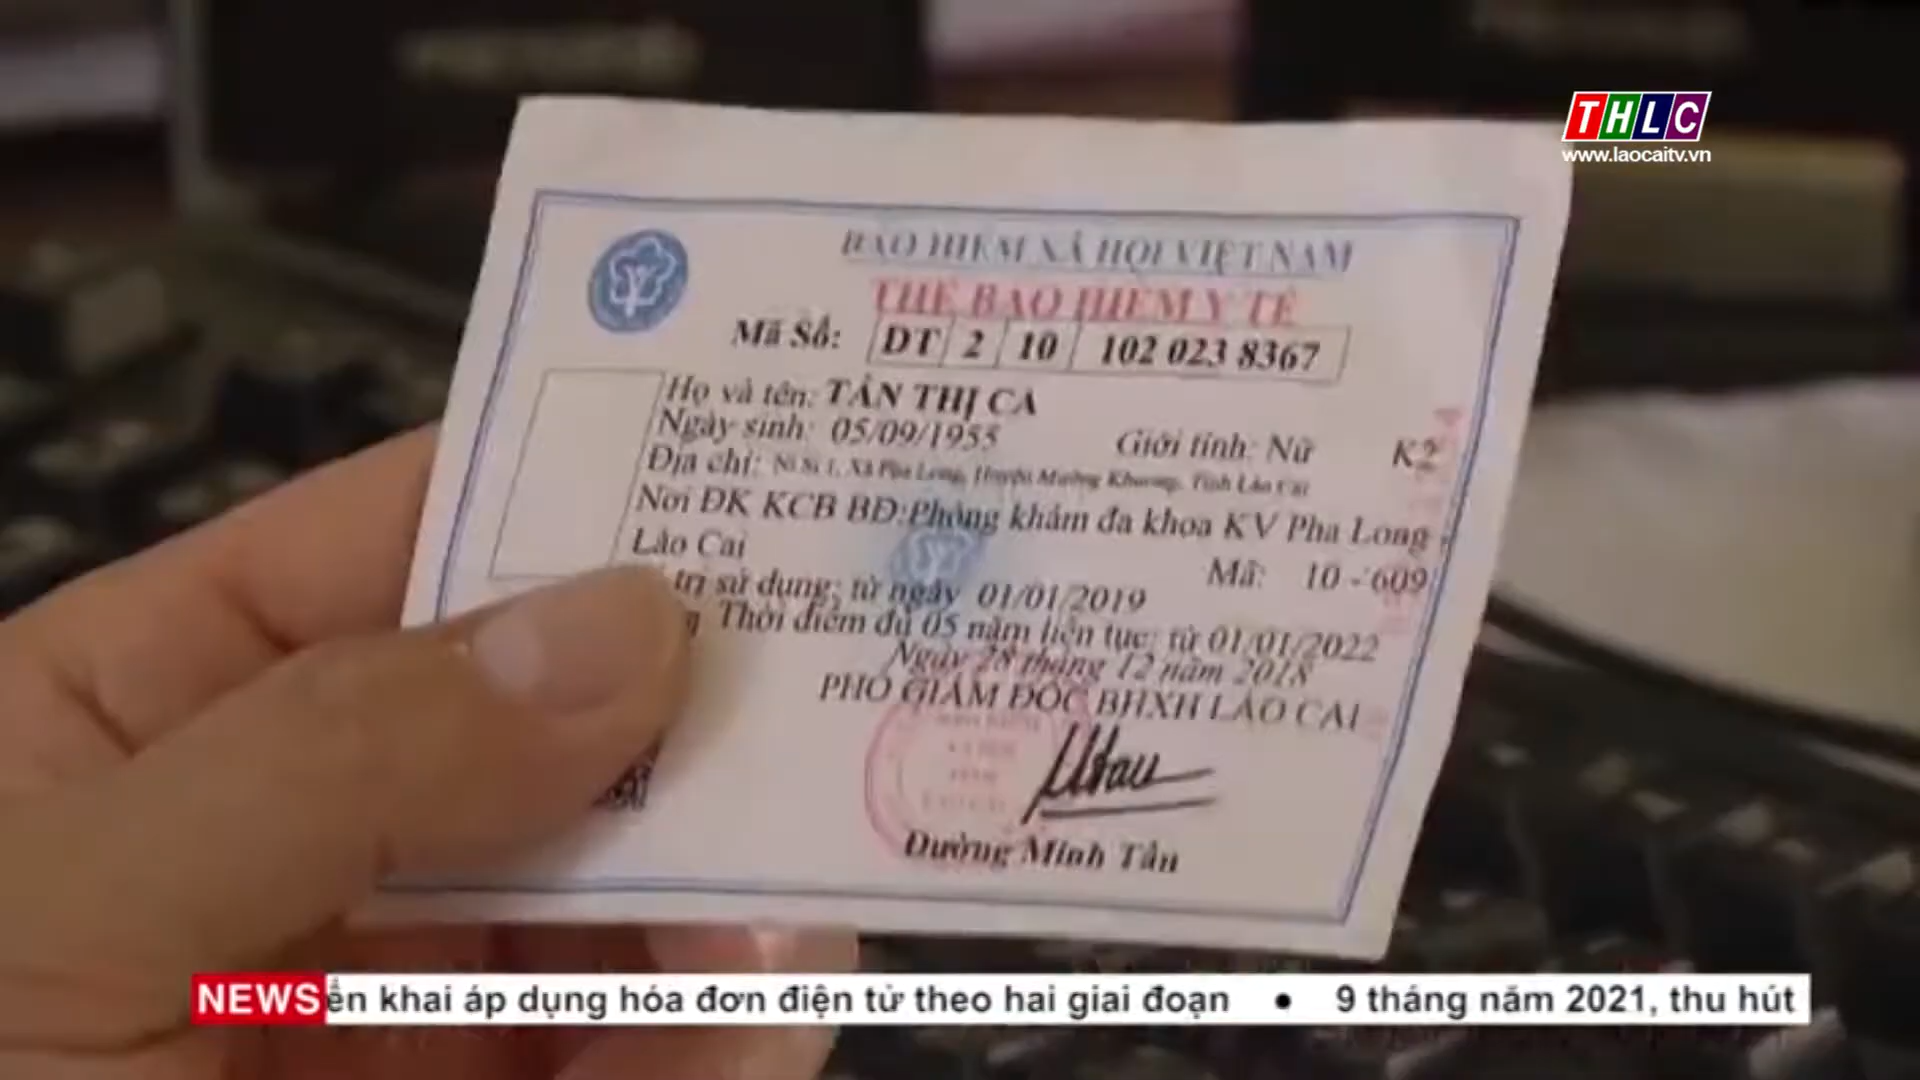 THLC
www.laocaitv.vn
BẢO HIỂM XÃ HỘI VIỆT NAM
THẺ BẢO HIỂM Y TẾ
Mã Số: DT 2 10 102 023 8367
Họ và tên: TẨN THỊ CA
Ngày sinh: 05/09/1955 Giới tính: Nữ K2
Địa chỉ: Xã Pha Long, Huyện Mường Khương, Tỉnh Lào Cai
Nơi ĐK KCB BĐ: Phòng khám đa khoa KV Pha Long -
Lào Cai Mã: 10 - 609
trị sử dụng: từ ngày 01/01/2019
Thời điểm đủ 05 năm liên tục: từ 01/01/2022
Ngày 28 tháng 12 năm 2018
PHÓ GIÁM ĐỐC BHXH LÀO CAI
Dường Minh Tân
NEWS ển khai áp dụng hóa đơn điện tử theo hai giai đoạn • 9 tháng năm 2021, thu hút